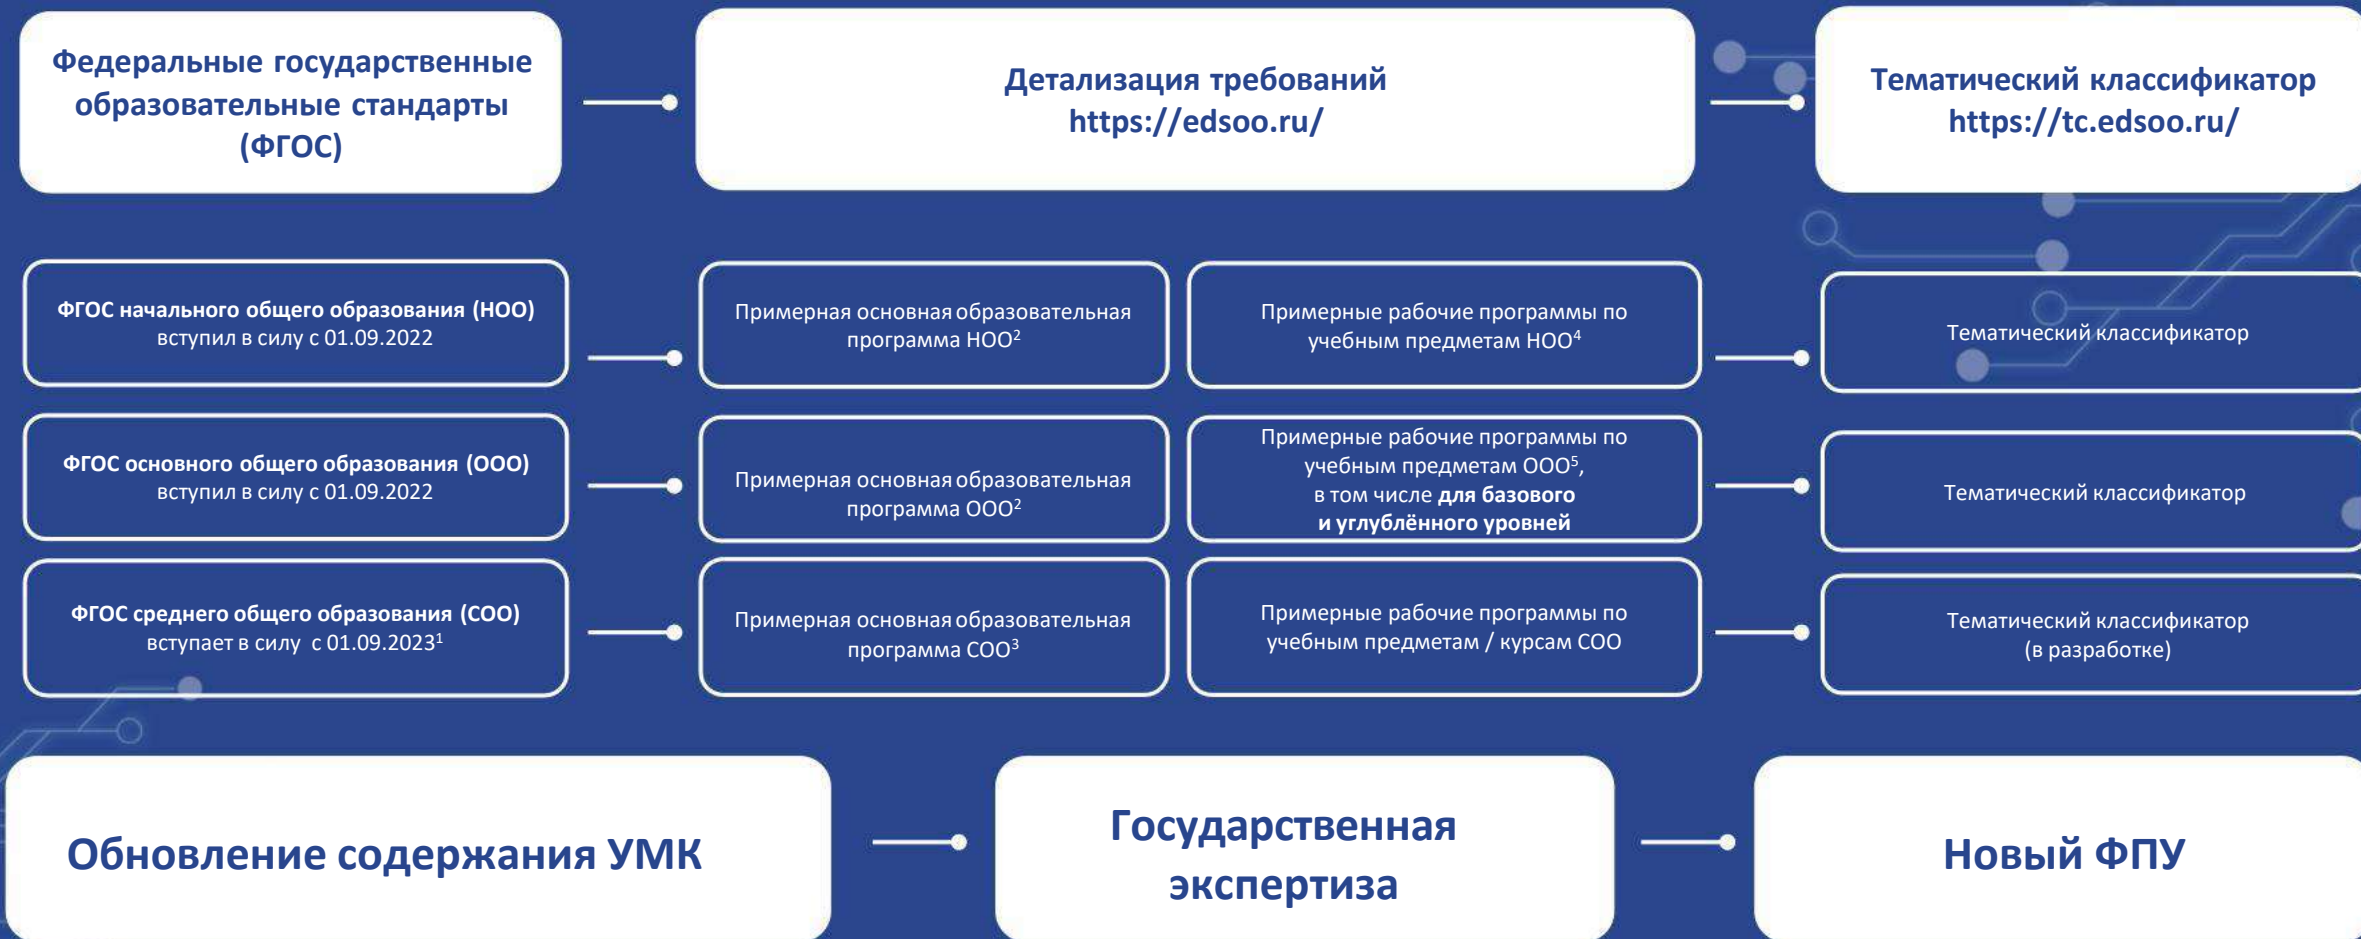 Федеральные государственные
образовательные стандарты
(ФГОС)
Детализация требований
https://edsoo.ru/
Тематический классификатор
https://tc.edsoo.ru/
ФГОС начального общего образования (НОО)
вступил в силу с 01.09.2022
Примерная основная образовательная
программа НОО²
Примерные рабочие программы по
учебным предметам НОО⁴
Тематический классификатор
ФГОС основного общего образования (ООО)
вступил в силу с 01.09.2022
Примерная основная образовательная
программа ООО²
Примерные рабочие программы по
учебным предметам ООО⁵,
в том числе для базового
и углублённого уровней
Тематический классификатор
ФГОС среднего общего образования (СОО)
вступает в силу с 01.09.2023¹
Примерная основная образовательная
программа СОО³
Примерные рабочие программы по
учебным предметам / курсам СОО
Тематический классификатор
(в разработке)
Обновление содержания УМК
Государственная
экспертиза
Новый ФПУ